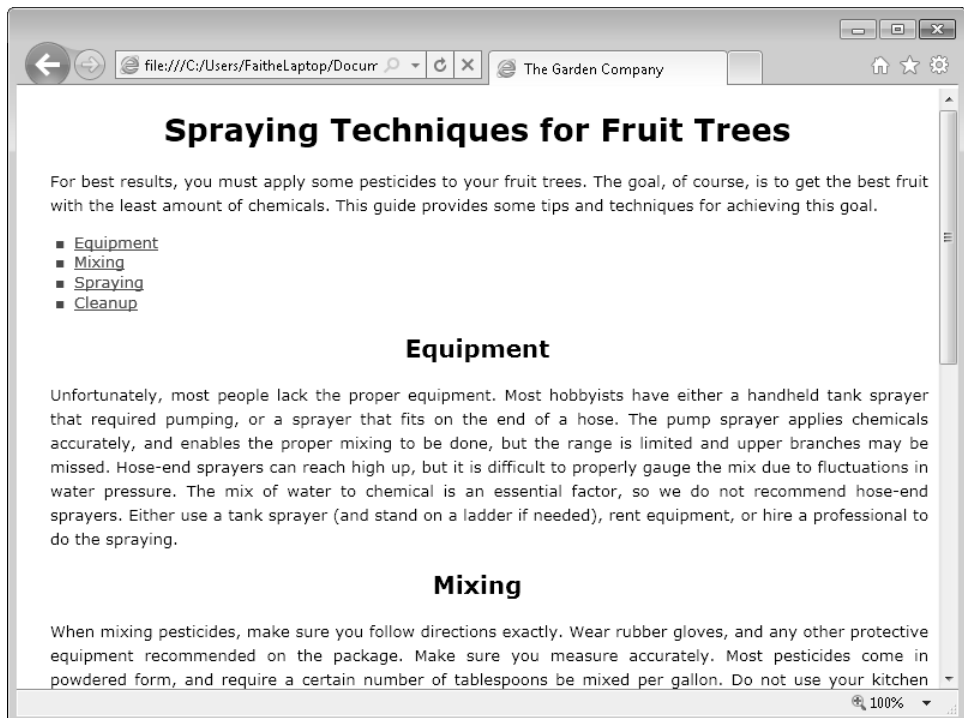 file:///C:/Users/FaitheLaptop/Docum
The Garden Company
Spraying Techniques for Fruit Trees
For best results, you must apply some pesticides to your fruit trees. The goal, of course, is to get the best fruit
with the least amount of chemicals. This guide provides some tips and techniques for achieving this goal.
Equipment
Mixing
Spraying
Cleanup
Equipment
Unfortunately, most people lack the proper equipment. Most hobbyists have either a handheld tank sprayer
that required pumping, or a sprayer that fits on the end of a hose. The pump sprayer applies chemicals
accurately, and enables the proper mixing to be done, but the range is limited and upper branches may be
missed. Hose-end sprayers can reach high up, but it is difficult to properly gauge the mix due to fluctuations in
water pressure. The mix of water to chemical is an essential factor, so we do not recommend hose-end
sprayers. Either use a tank sprayer (and stand on a ladder if needed), rent equipment, or hire a professional to
do the spraying.
Mixing
When mixing pesticides, make sure you follow directions exactly. Wear rubber gloves, and any other protective
equipment recommended on the package. Make sure you measure accurately. Most pesticides come in
powdered form, and require a certain number of tablespoons be mixed per gallon. Do not use your kitchen
100%